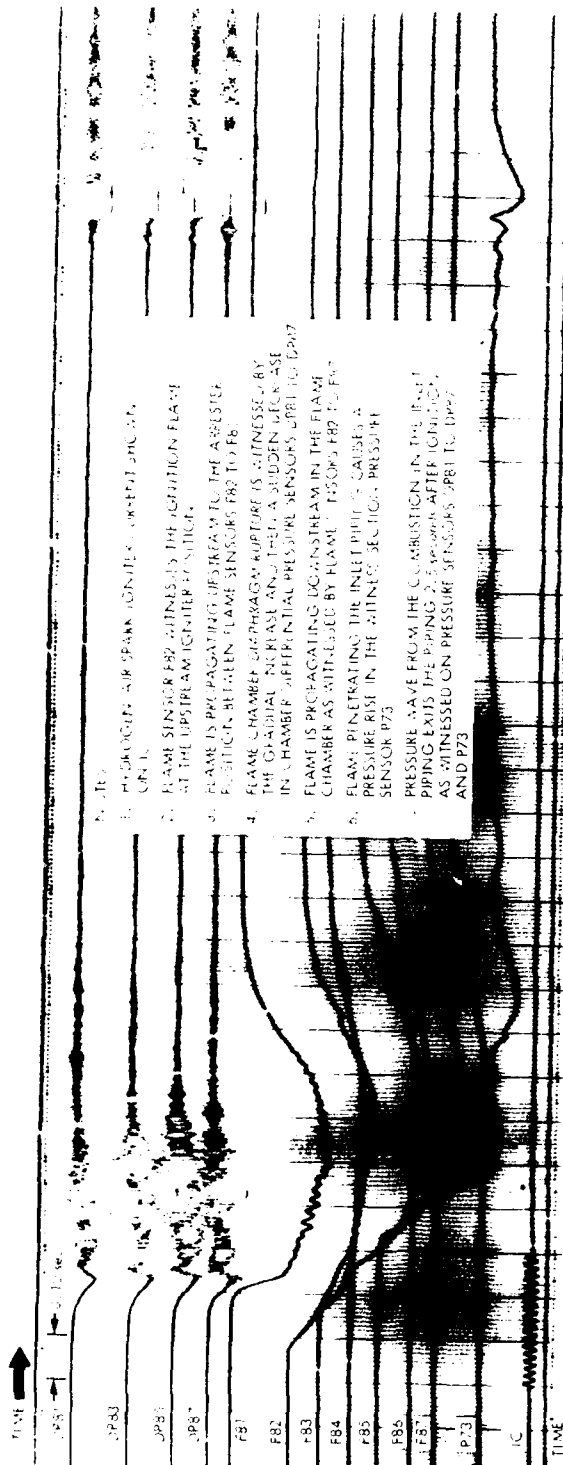 TIME
DP81
DP83
DP85
DP87
F81
F82
F83
F84
F85
F86
F87
P73
IC
TIME
NOTES
1. HYDROGEN AIR SPARK IGNITER CURRENT SHOWN
ON IC
2. FLAME SENSOR F82 WITNESSES THE IGNITION FLAME
AT THE UPSTREAM IGNITER POSITION.
3. FLAME IS PROPAGATING UPSTREAM TO THE ARRESTER
POSITION BETWEEN FLAME SENSORS F82 TO F81
4. FLAME CHAMBER DIAPHRAGM RUPTURE IS WITNESSED BY
THE GRADUAL INCREASE AND THEN A SUDDEN DECREASE
IN CHAMBER DIFFERENTIAL PRESSURE SENSORS DP81 TO DP87
5. FLAME IS PROPAGATING DOWNSTREAM IN THE FLAME
CHAMBER AS WITNESSED BY FLAME SENSORS F82 TO F87
6. FLAME PENETRATING THE INLET PIPING CAUSES A
PRESSURE RISE IN THE WITNESS SECTION PRESSURE
SENSOR P73
PRESSURE WAVE FROM THE COMBUSTION IN THE INLET
PIPING EXITS THE PIPING AFTER IGNITION
AS WITNESSED ON PRESSURE SENSORS DP81 TO DP87
AND P73